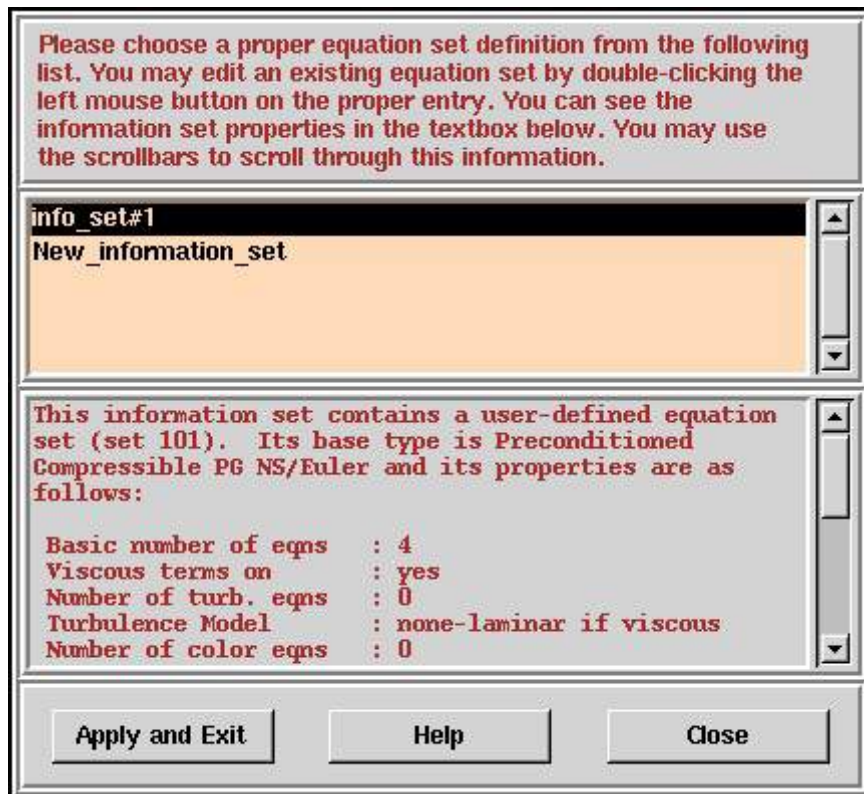 Please choose a proper equation set definition from the following
list. You may edit an existing equation set by double-clicking the
left mouse button on the proper entry. You can see the
information set properties in the textbox below. You may use
the scrollbars to scroll through this information.
info_set#1
New_information_set
This information set contains a user-defined equation
set (set 101).  Its base type is Preconditioned
Compressible PG NS/Euler and its properties are as
follows:
Basic number of eqns : 4
Viscous terms on : yes
Number of turb. eqns : 0
Turbulence Model : none-laminar if viscous
Number of color eqns : 0
Apply and Exit Help Close